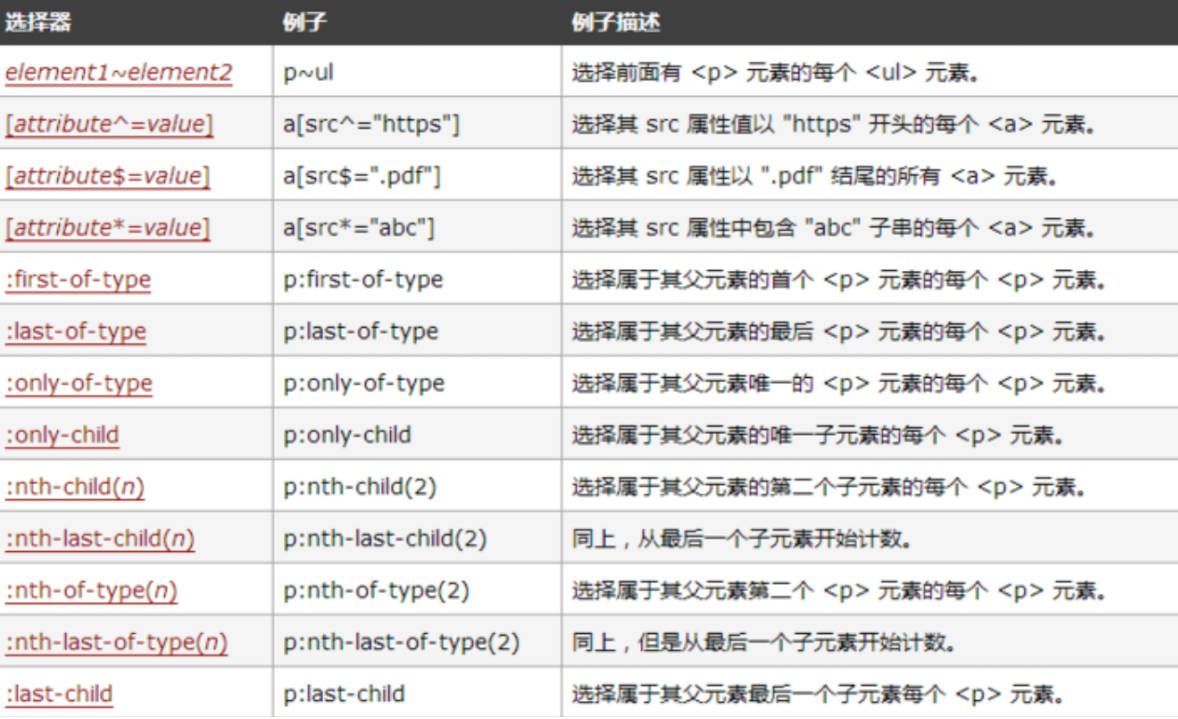 选择器 例子 例子描述
element1~element2 p~ul 选择前面有 <p> 元素的每个 <ul> 元素。
[attribute^=value] a[src^="https"] 选择其 src 属性值以 "https" 开头的每个 <a> 元素。
[attribute$=value] a[src$=".pdf"] 选择其 src 属性以 ".pdf" 结尾的所有 <a> 元素。
[attribute*=value] a[src*="abc"] 选择其 src 属性中包含 "abc" 子串的每个 <a> 元素。
:first-of-type p:first-of-type 选择属于其父元素的首个 <p> 元素的每个 <p> 元素。
:last-of-type p:last-of-type 选择属于其父元素的最后 <p> 元素的每个 <p> 元素。
:only-of-type p:only-of-type 选择属于其父元素唯一的 <p> 元素的每个 <p> 元素。
:only-child p:only-child 选择属于其父元素的唯一子元素的每个 <p> 元素。
:nth-child(n) p:nth-child(2) 选择属于其父元素的第二个子元素的每个 <p> 元素。
:nth-last-child(n) p:nth-last-child(2) 同上，从最后一个子元素开始计数。
:nth-of-type(n) p:nth-of-type(2) 选择属于其父元素第二个 <p> 元素的每个 <p> 元素。
:nth-last-of-type(n) p:nth-last-of-type(2) 同上，但是从最后一个子元素开始计数。
:last-child p:last-child 选择属于其父元素最后一个子元素每个 <p> 元素。